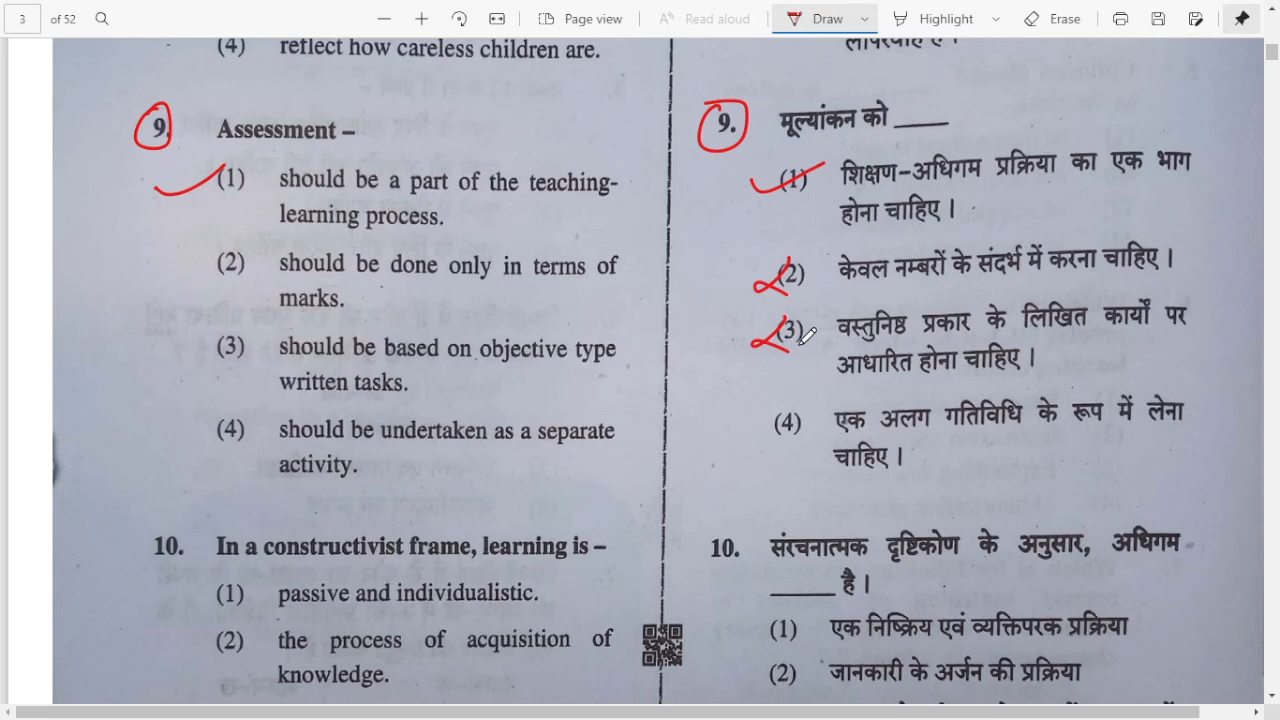 3 of 52 Page view Read aloud Draw Highlight Erase
(4) reflect how careless children are.
9. Assessment –
(1) should be a part of the teaching-
learning process.
(2) should be done only in terms of
marks.
(3) should be based on objective type
written tasks.
(4) should be undertaken as a separate
activity.
10. In a constructivist frame, learning is –
(1) passive and individualistic.
(2) the process of acquisition of
knowledge.
9. मूल्यांकन को ______
(1) शिक्षण-अधिगम प्रक्रिया का एक भाग
होना चाहिए ।
(2) केवल नम्बरों के संदर्भ में करना चाहिए ।
(3) वस्तुनिष्ठ प्रकार के लिखित कार्यों पर
आधारित होना चाहिए ।
(4) एक अलग गतिविधि के रूप में लेना
चाहिए ।
10. संरचनात्मक दृष्टिकोण के अनुसार, अधिगम
______ है ।
(1) एक निष्क्रिय एवं व्यक्तिपरक प्रक्रिया
(2) जानकारी के अर्जन की प्रक्रिया